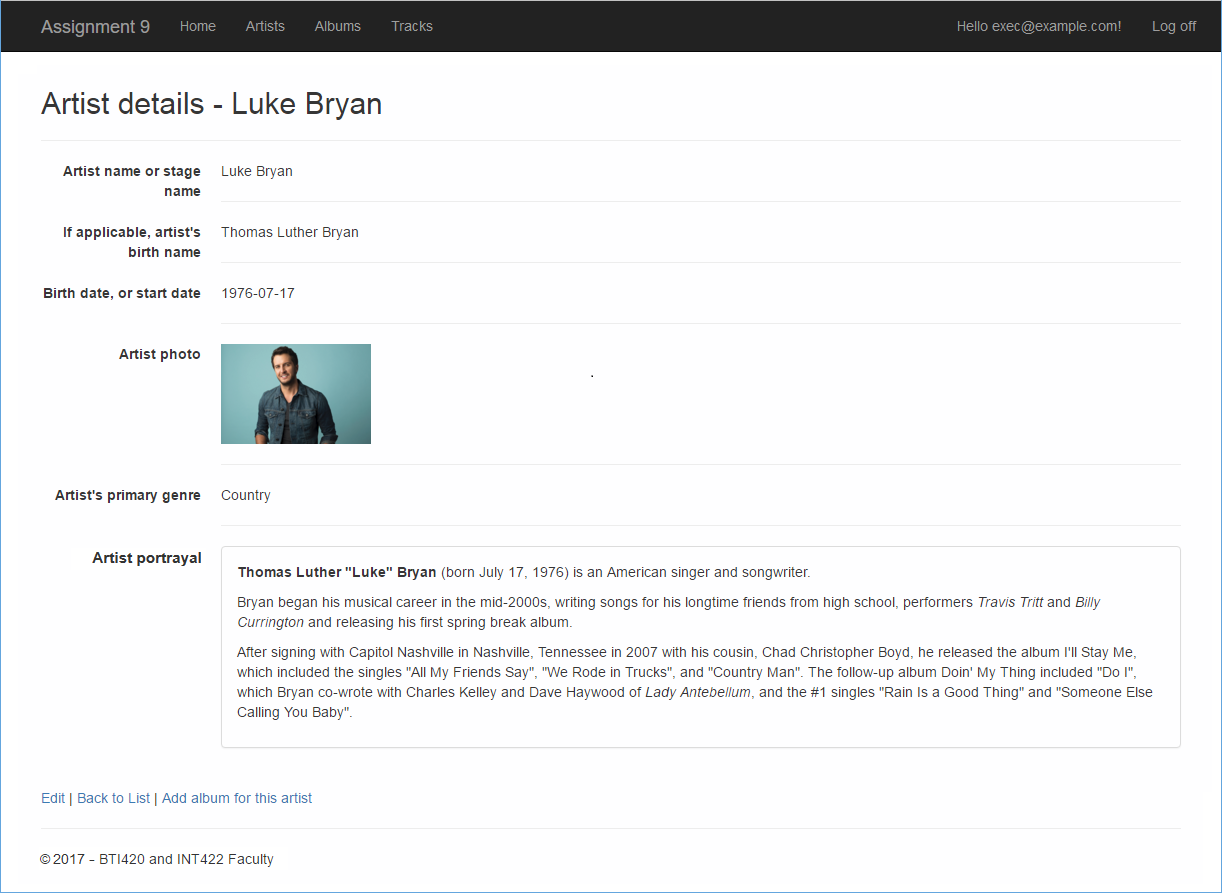 Assignment 9 Home Artists Albums Tracks Hello exec@example.com! Log off
Artist details - Luke Bryan
Artist name or stage name Luke Bryan
If applicable, artist's birth name Thomas Luther Bryan
Birth date, or start date 1976-07-17
Artist photo
.
Artist's primary genre Country
Artist portrayal
Thomas Luther "Luke" Bryan (born July 17, 1976) is an American singer and songwriter.
Bryan began his musical career in the mid-2000s, writing songs for his longtime friends from high school, performers Travis Tritt and Billy
Currington and releasing his first spring break album.
After signing with Capitol Nashville in Nashville, Tennessee in 2007 with his cousin, Chad Christopher Boyd, he released the album I'll Stay Me,
which included the singles "All My Friends Say", "We Rode in Trucks", and "Country Man". The follow-up album Doin' My Thing included "Do I",
which Bryan co-wrote with Charles Kelley and Dave Haywood of Lady Antebellum, and the #1 singles "Rain Is a Good Thing" and "Someone Else
Calling You Baby".
Edit | Back to List | Add album for this artist
© 2017 - BTI420 and INT422 Faculty